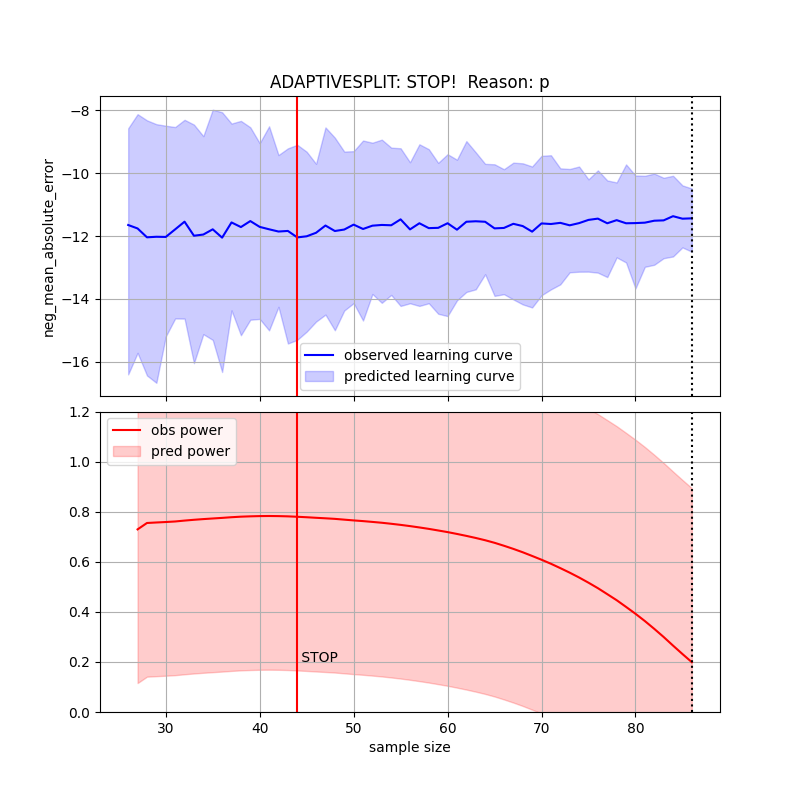 ADAPTIVESPLIT: STOP!  Reason: p
neg_mean_absolute_error
−8
−10
−12
−14
−16
observed learning curve
predicted learning curve
1.2
1.0
0.8
0.6
0.4
0.2
0.0
obs power
pred power
STOP
30 40 50 60 70 80
sample size